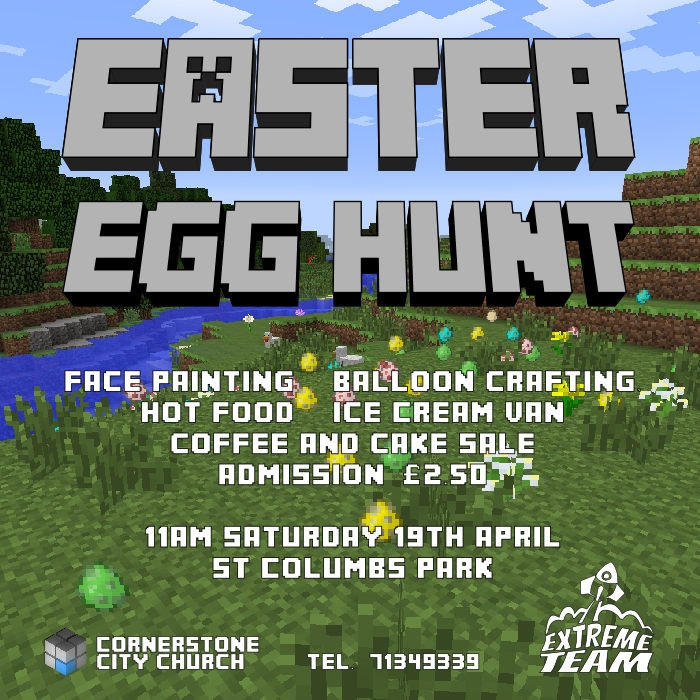 EASTER
EGG HUNT
FACE PAINTING BALLOON CRAFTING
HOT FOOD ICE CREAM VAN
COFFEE AND CAKE SALE
ADMISSION £2.50
11AM SATURDAY 19TH APRIL
ST COLUMBS PARK
CORNERSTONE
CITY CHURCH
TEL. 71349339
EXTREME
TEAM